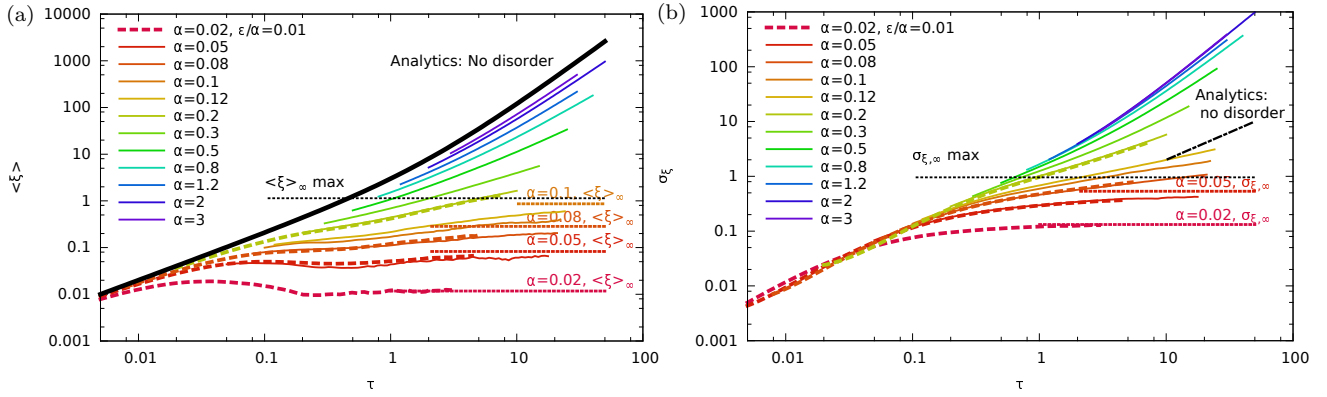 (a)
10000
1000
100
10
1
0.1
0.01
0.001
<ξ>
α=0.02, ε/α=0.01
α=0.05
α=0.08
α=0.1
α=0.12
α=0.2
α=0.3
α=0.5
α=0.8
α=1.2
α=2
α=3
Analytics: No disorder
<ξ>∞ max
α=0.1, <ξ>∞
α=0.08, <ξ>∞
α=0.05, <ξ>∞
α=0.02, <ξ>∞
0.01 0.1 1 10 100
τ
(b)
1000
100
10
1
0.1
0.01
0.001
σξ
α=0.02, ε/α=0.01
α=0.05
α=0.08
α=0.1
α=0.12
α=0.2
α=0.3
α=0.5
α=0.8
α=1.2
α=2
α=3
Analytics:
no disorder
σξ,∞ max
α=0.05, σξ,∞
α=0.02, σξ,∞
0.01 0.1 1 10 100
τ